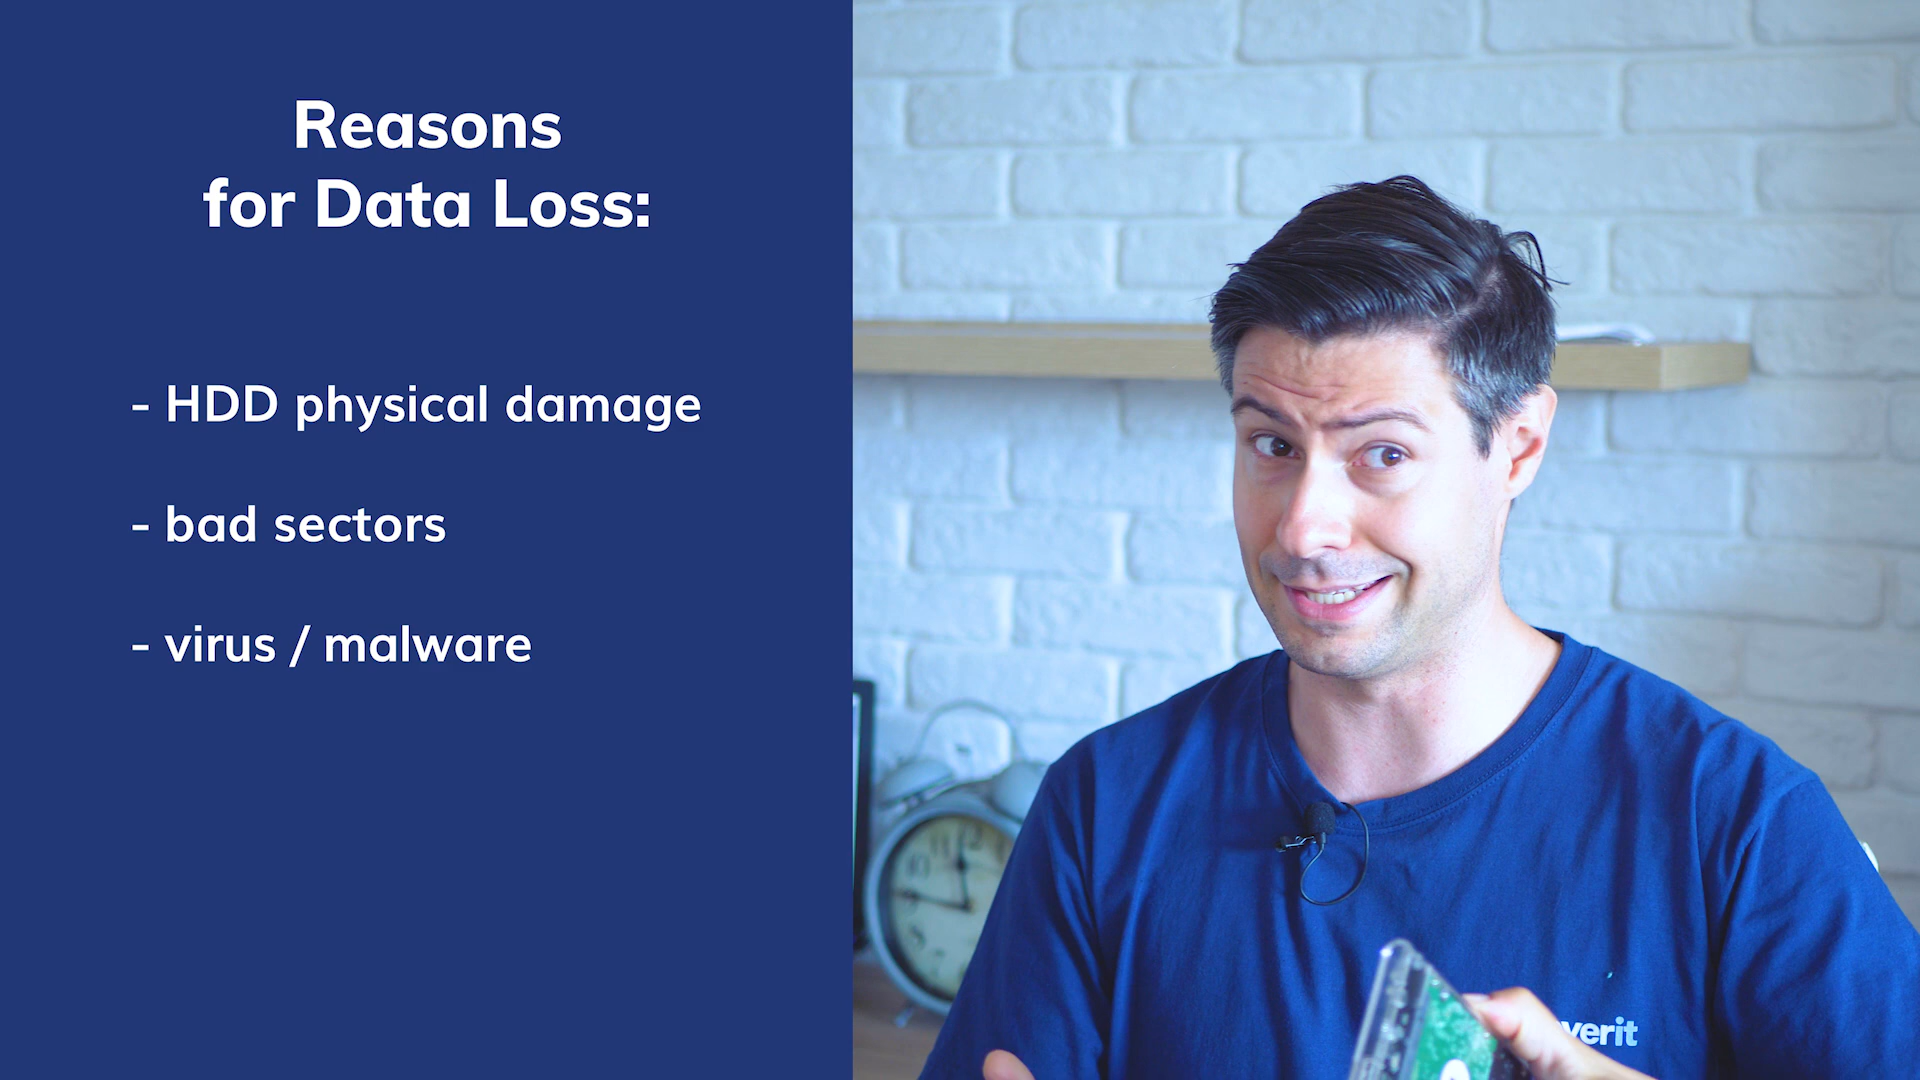 Reasons
for Data Loss:
- HDD physical damage
- bad sectors
- virus / malware
verit